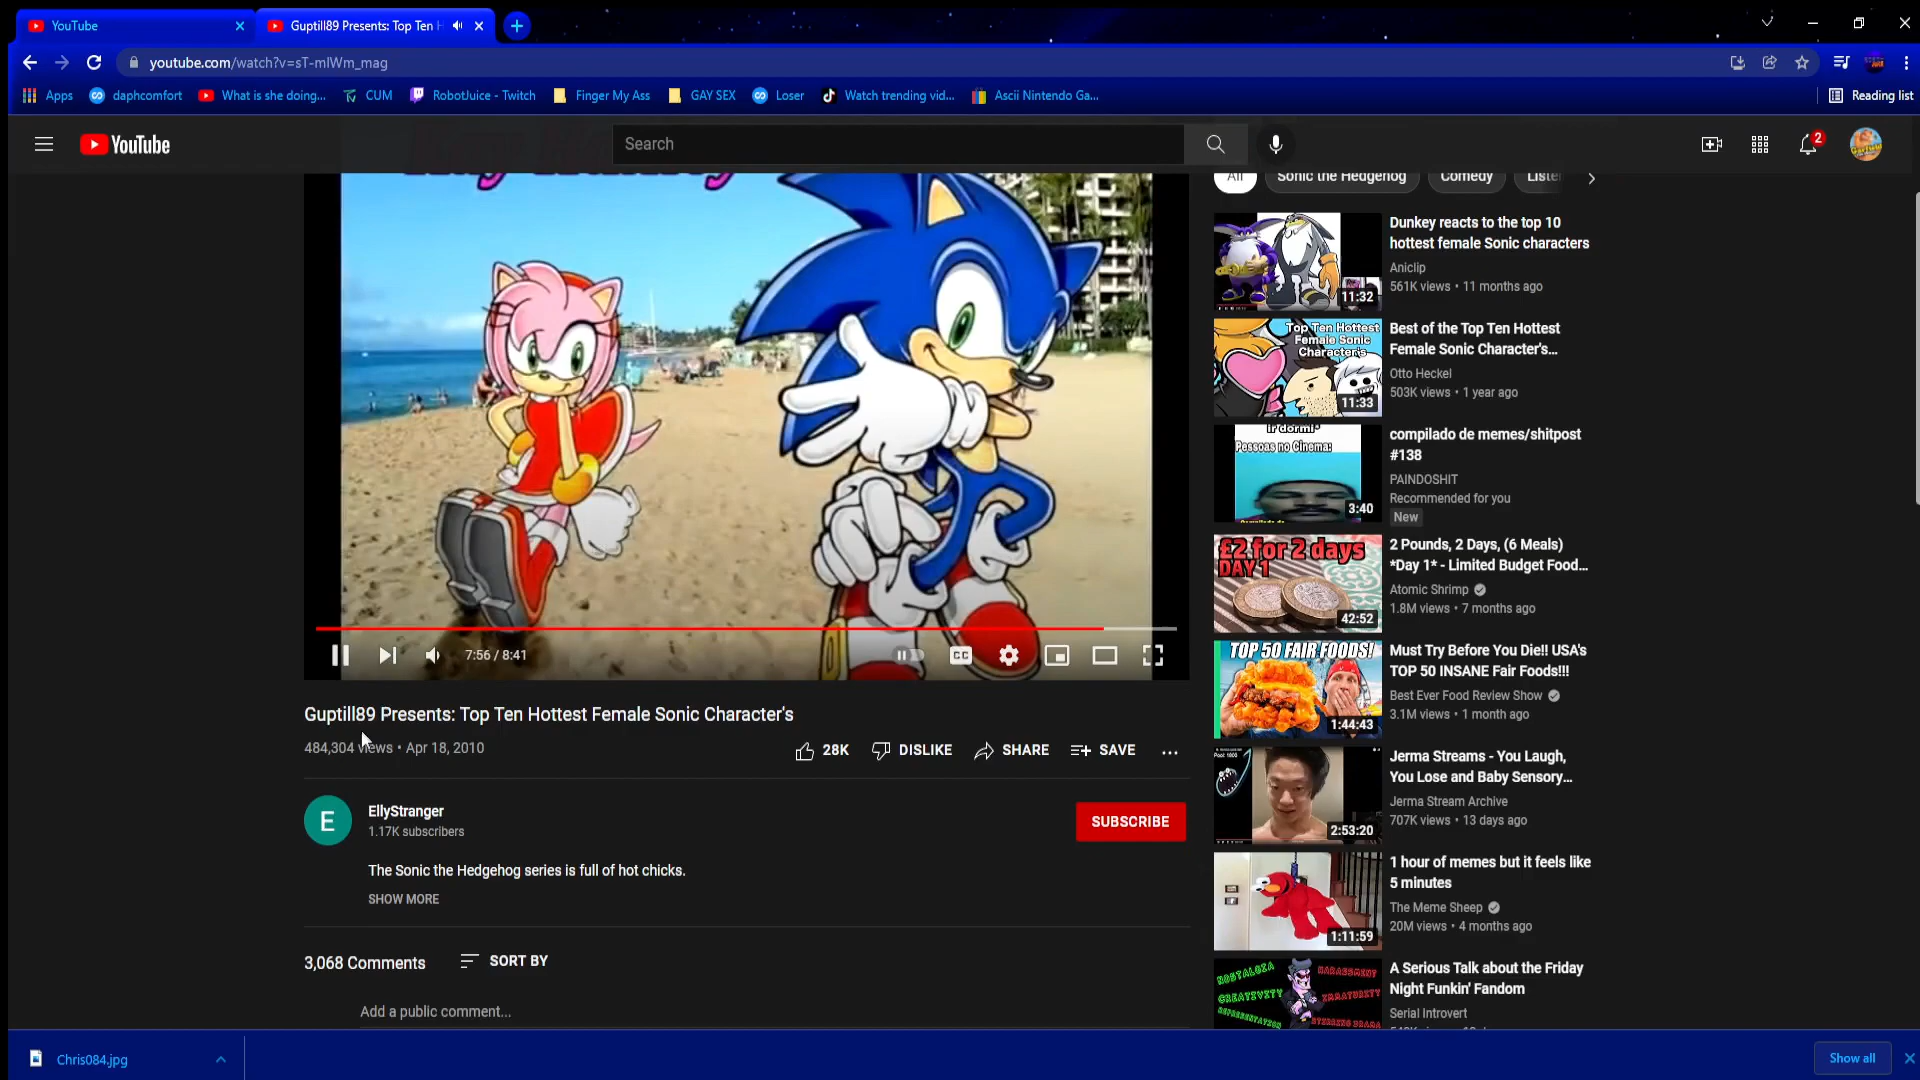 YouTube
Guptill89 Presents: Top Ten H
youtube.com/watch?v=sT-mIWm_mag
Apps
daphcomfort
What is she doing...
CUM
RobotJuice - Twitch
Finger My Ass
GAY SEX
Loser
Watch trending vid...
Ascii Nintendo Ga...
Reading list
YouTube
Search
2
All
Sonic the Hedgehog
Comedy
Liste
7:56 / 8:41
CC
Guptill89 Presents: Top Ten Hottest Female Sonic Character's
484,304 views • Apr 18, 2010
28K
DISLIKE
SHARE
SAVE
E
EllyStranger
1.17K subscribers
SUBSCRIBE
The Sonic the Hedgehog series is full of hot chicks.
SHOW MORE
3,068 Comments
SORT BY
Add a public comment...
11:32
Dunkey reacts to the top 10
hottest female Sonic characters
Aniclip
561K views • 11 months ago
Top Ten Hottest
Female Sonic
Character's
11:33
Best of the Top Ten Hottest
Female Sonic Character's...
Otto Heckel
503K views • 1 year ago
ir dormi*
Pessoas no Cinema:
3:40
compilado de memes/shitpost
#138
PAINDOSHIT
Recommended for you
New
£2 for 2 days
DAY 1
42:52
2 Pounds, 2 Days, (6 Meals)
*Day 1* - Limited Budget Food...
Atomic Shrimp
1.8M views • 7 months ago
TOP 50 FAIR FOODS!
1:44:43
Must Try Before You Die!! USA's
TOP 50 INSANE Fair Foods!!!
Best Ever Food Review Show
3.1M views • 1 month ago
2:53:20
Jerma Streams - You Laugh,
You Lose and Baby Sensory...
Jerma Stream Archive
707K views • 13 days ago
1:11:59
1 hour of memes but it feels like
5 minutes
The Meme Sheep
20M views • 4 months ago
NOSTALGIA
CREATIVITY
REPRESENTATION
HARASSMENT
IMMATURITY
A Serious Talk about the Friday
Night Funkin' Fandom
Serial Introvert
Chris084.jpg
Show all